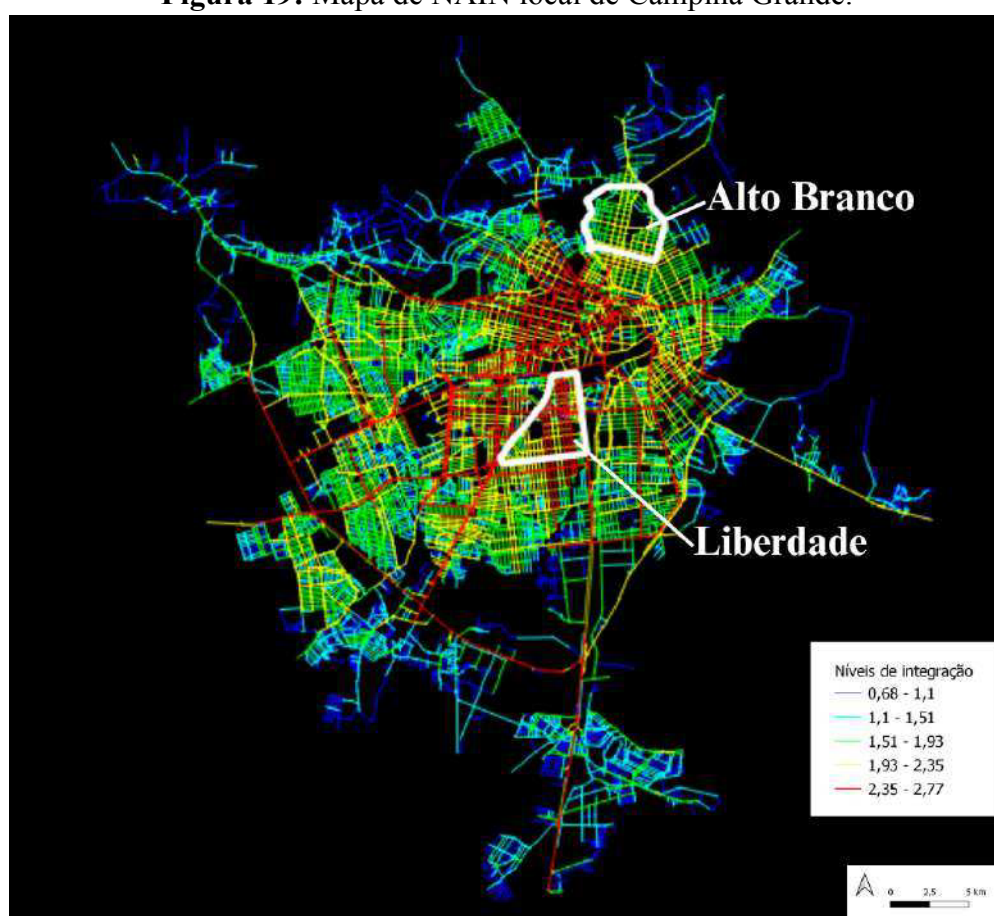 Figura 19: Mapa de NAIN local de Campina Grande.
Alto Branco
Liberdade
Níveis de integração
0,68 - 1,1
1,1 - 1,51
1,51 - 1,93
1,93 - 2,35
2,35 - 2,77
0 2,5 5 km